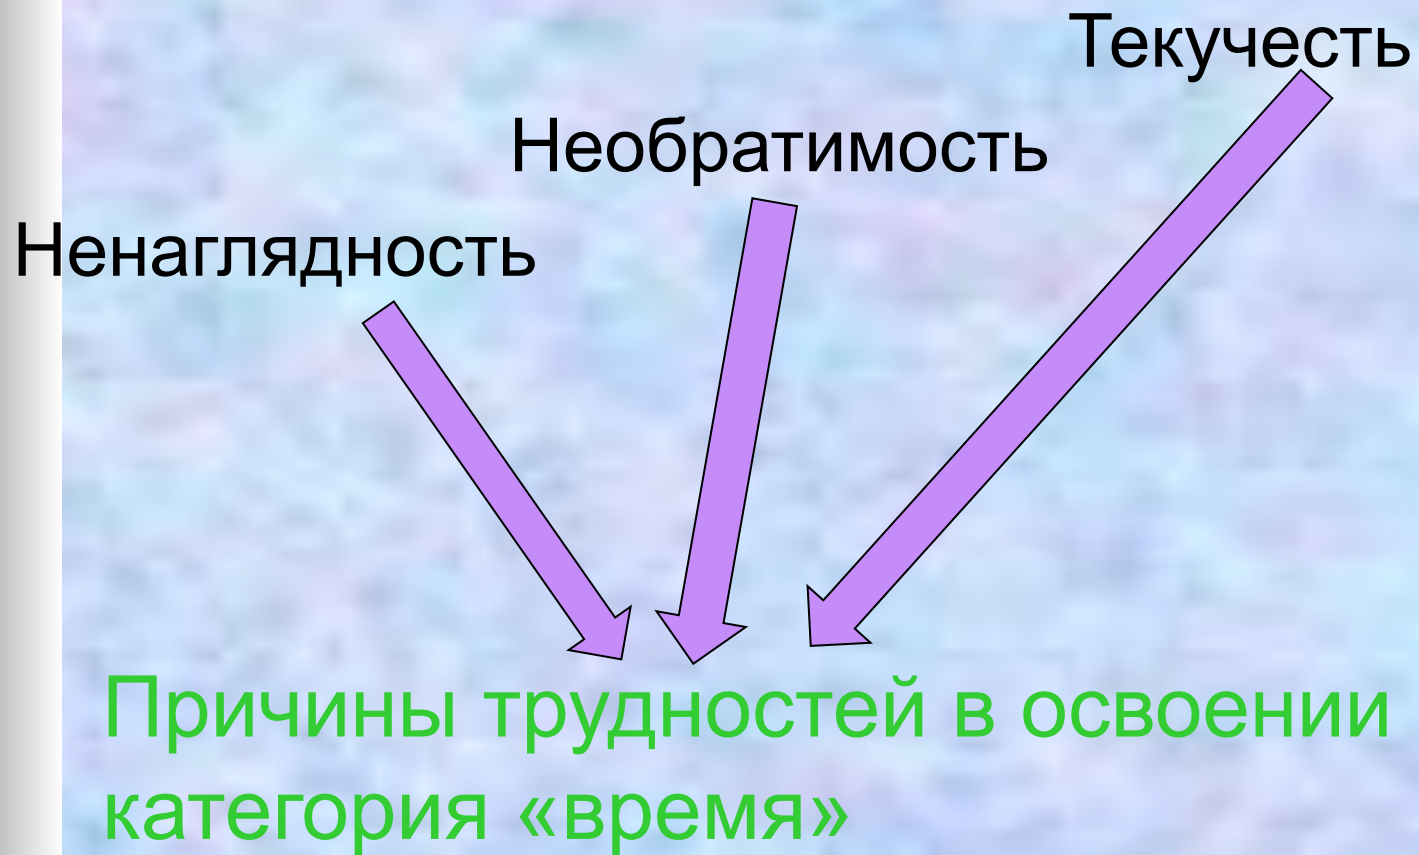 Текучесть
Необратимость
Ненаглядность
Причины трудностей в освоении
категория «время»